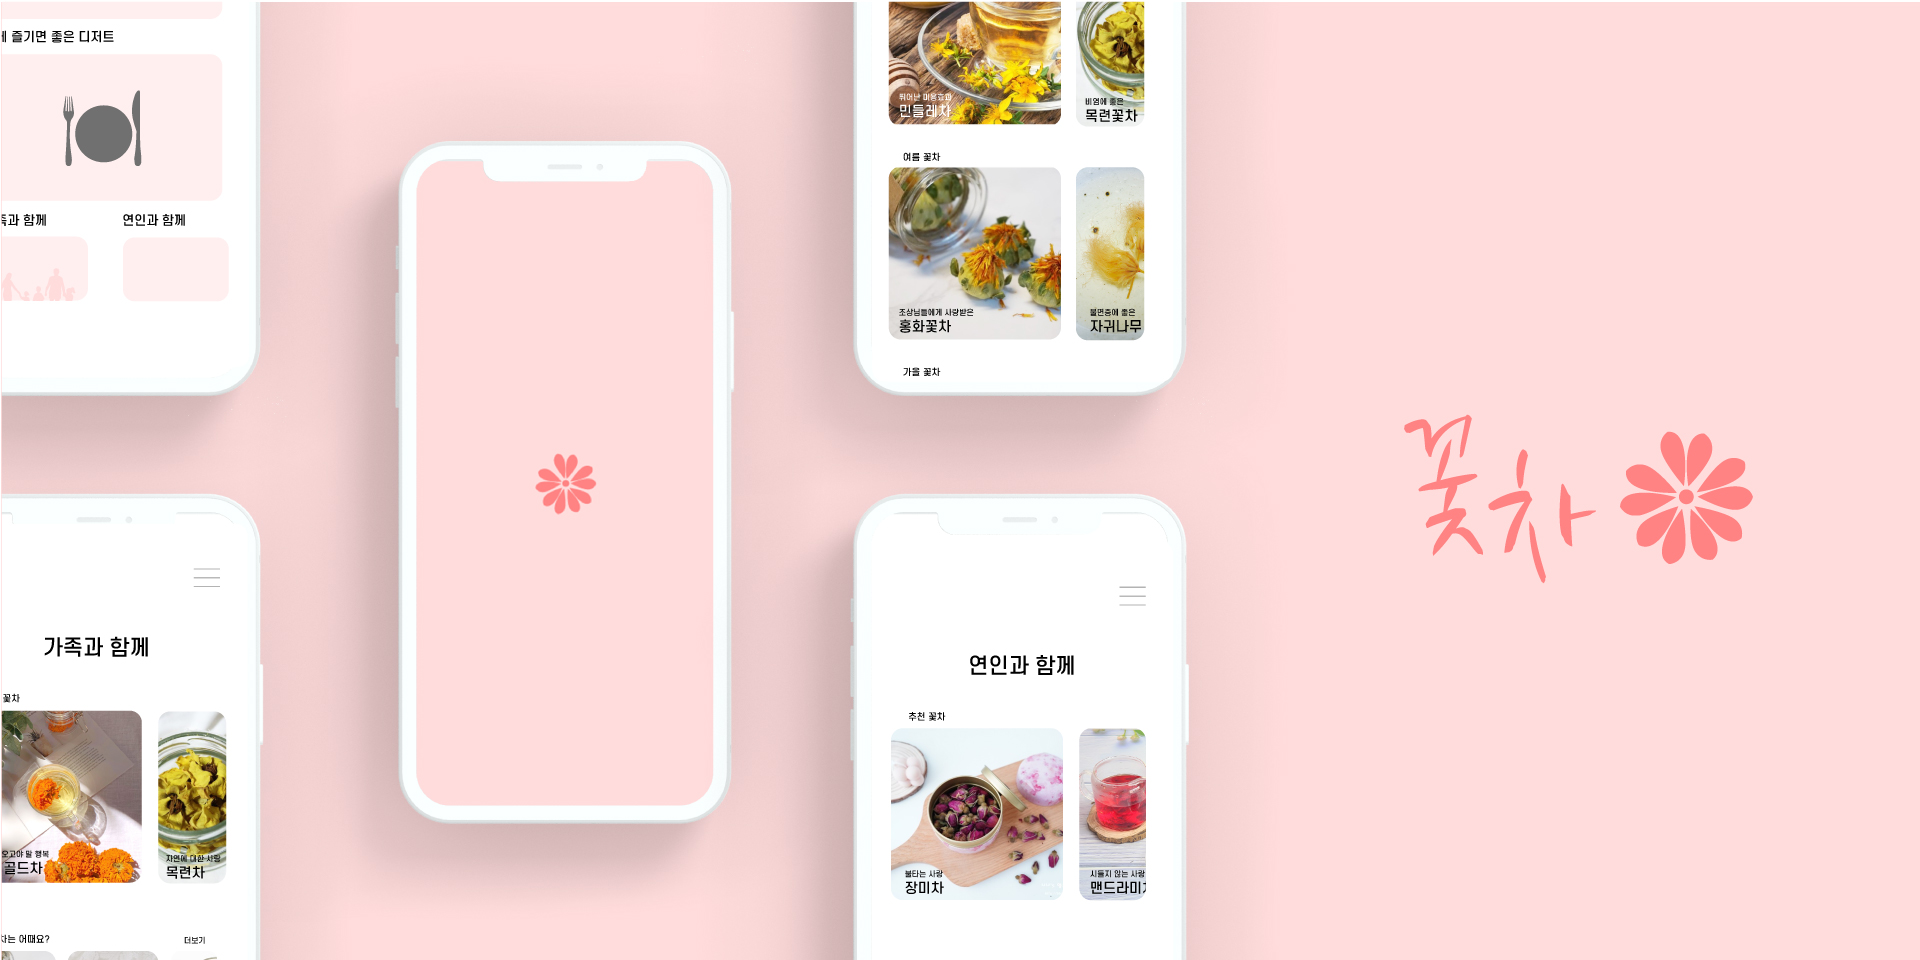 즐기면 좋은 디저트
과 함께
연인과 함께
가족과 함께
꽃차
오고야 말 행복
골드차
자연에 대한 사랑
목련차
차는 어때요?
더보기
뛰어난 미용효과
민들레차
비염에 좋은
목련꽃차
여름 꽃차
조상님들에게 사랑받은
홍화꽃차
불면증에 좋은
자귀나무
가을 꽃차
연인과 함께
추천 꽃차
불타는 사랑
장미차
시들지 않는 사랑
맨드라미차
꽃차